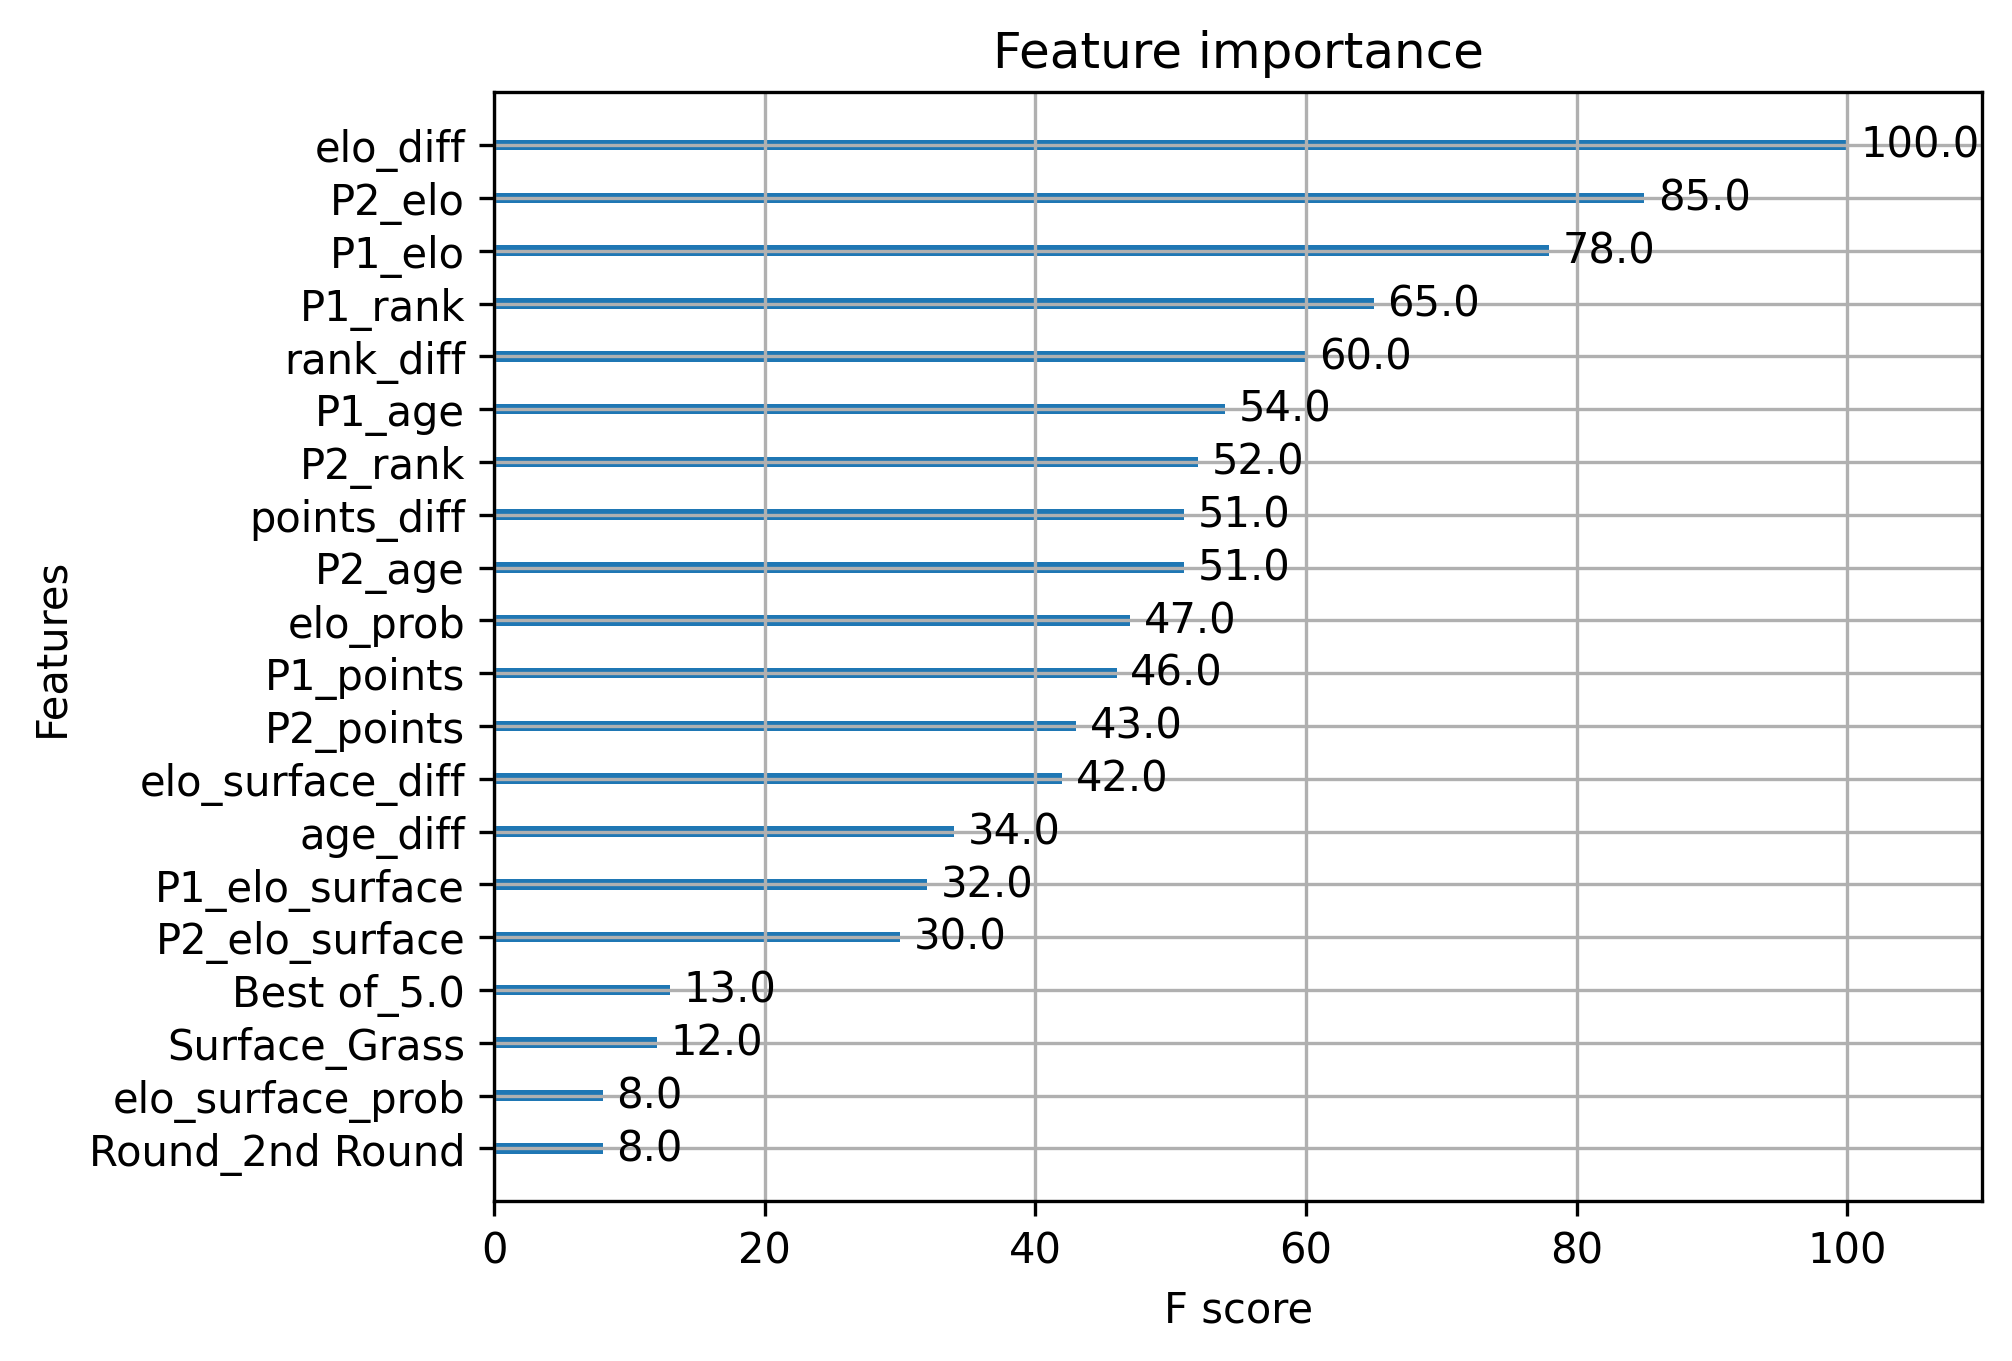 Feature importance
elo_diff 100.0
P2_elo 85.0
P1_elo 78.0
P1_rank 65.0
rank_diff 60.0
P1_age 54.0
P2_rank 52.0
points_diff 51.0
P2_age 51.0
elo_prob 47.0
P1_points 46.0
P2_points 43.0
elo_surface_diff 42.0
age_diff 34.0
P1_elo_surface 32.0
P2_elo_surface 30.0
Best of_5.0 13.0
Surface_Grass 12.0
elo_surface_prob 8.0
Round_2nd Round 8.0
Features
0 20 40 60 80 100
F score